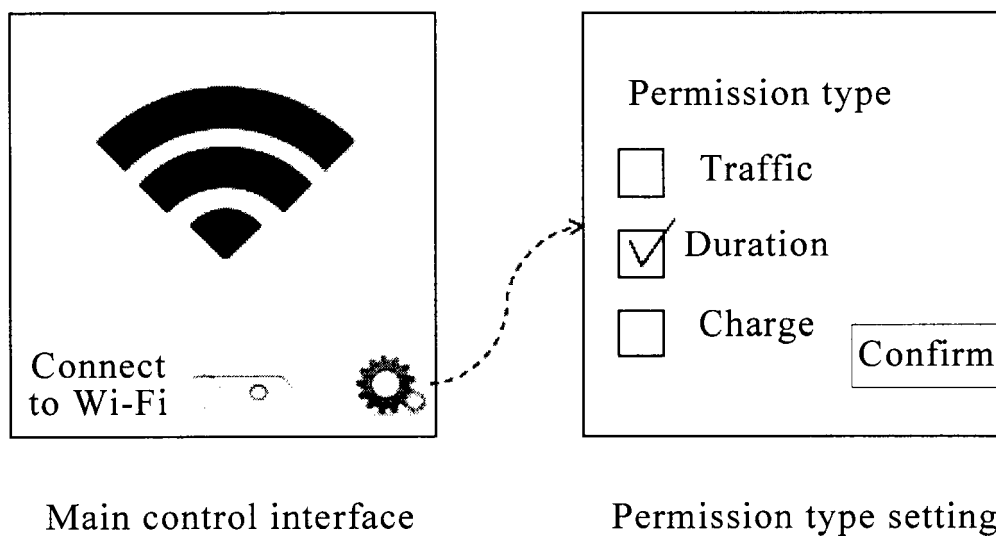 Permission type
Traffic
Duration
Charge
Confirm
Connect
to Wi-Fi
Main control interface
Permission type setting